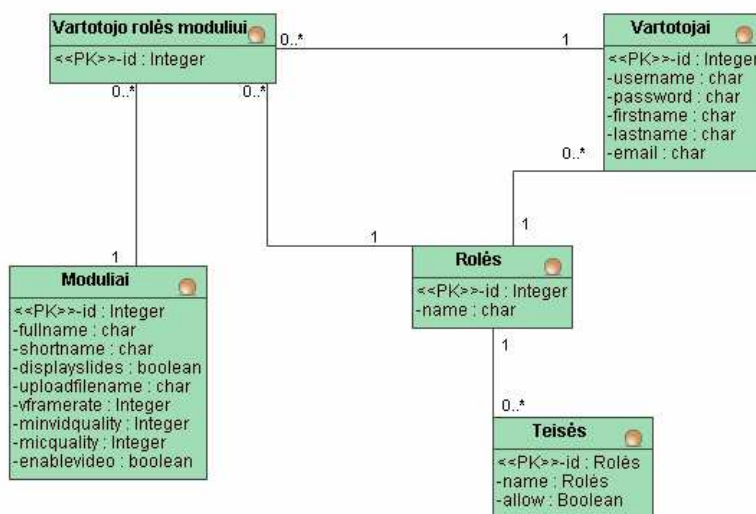 Vartotojo rolės moduliui
<<PK>>-id : Integer
0..*
1
0..*
0..*
Vartotojai
<<PK>>-id : Integer
-username : char
-password : char
-firstname : char
-lastname : char
-email : char
0..*
1
1
1
Moduliai
<<PK>>-id : Integer
-fullname : char
-shortname : char
-displayslides : boolean
-uploadfilename : char
-vframerate : Integer
-minvidquality : Integer
-micquality : Integer
-enablevideo : boolean
Rolės
<<PK>>-id : Integer
-name : char
1
0..*
Teisės
<<PK>>-id : Rolės
-name : Rolės
-allow : Boolean